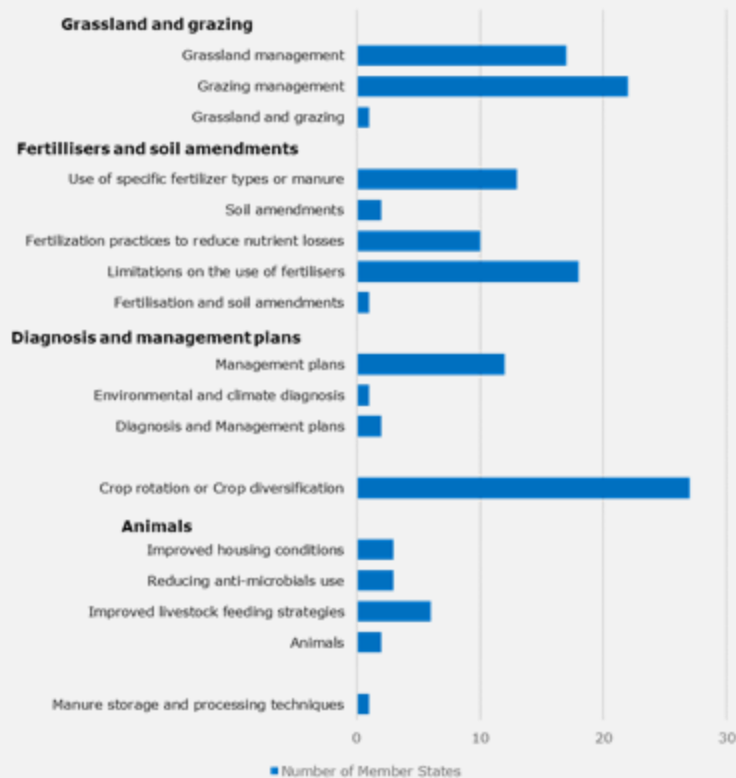 Grassland and grazing
Grassland management
Grazing management
Grassland and grazing
Fertillisers and soil amendments
Use of specific fertilizer types or manure
Soil amendments
Fertilization practices to reduce nutrient losses
Limitations on the use of fertilisers
Fertilisation and soil amendments
Diagnosis and management plans
Management plans
Environmental and climate diagnosis
Diagnosis and Management plans
Crop rotation or Crop diversification
Animals
Improved housing conditions
Reducing anti-microbials use
Improved livestock feeding strategies
Animals
Manure storage and processing techniques
0 10 20 30
Number of Member States